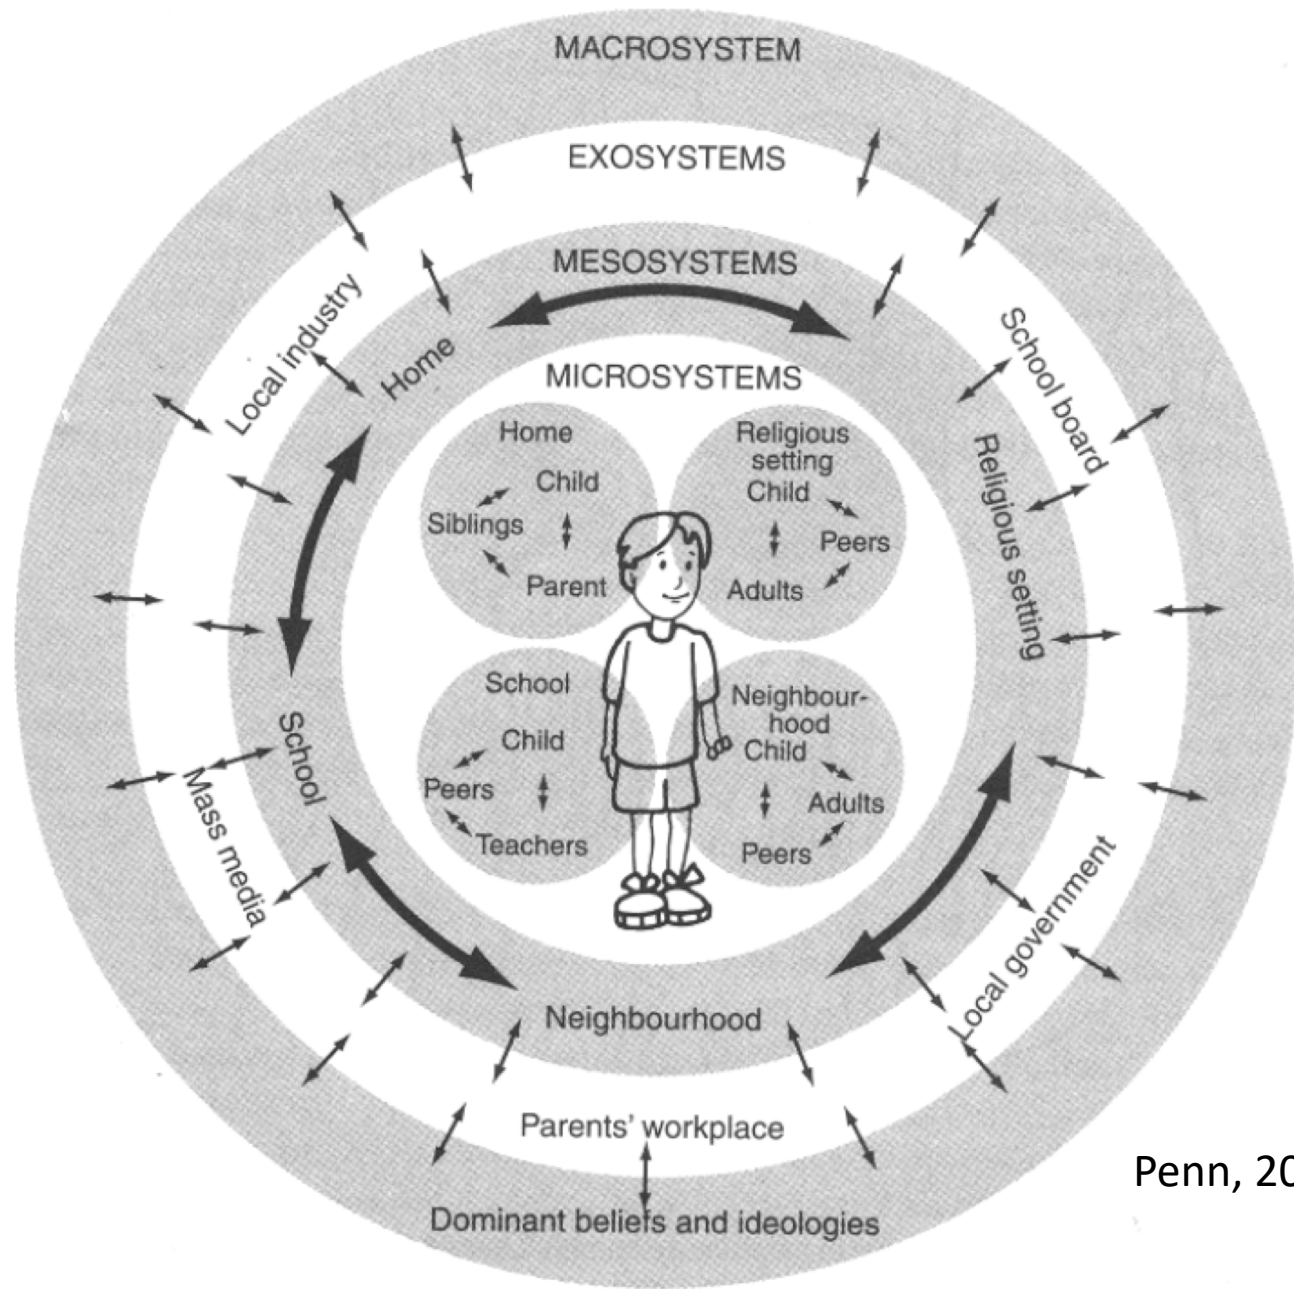 MACROSYSTEM
EXOSYSTEMS
MESOSYSTEMS
MICROSYSTEMS
Local industry
Home
School board
Religious setting
Home
Child
Siblings
Parent
Religious
setting
Child
Peers
Adults
School
Child
Peers
Teachers
Neighbour-
hood
Child
Adults
Peers
School
Mass media
Local government
Neighbourhood
Parents' workplace
Dominant beliefs and ideologies
Penn, 20